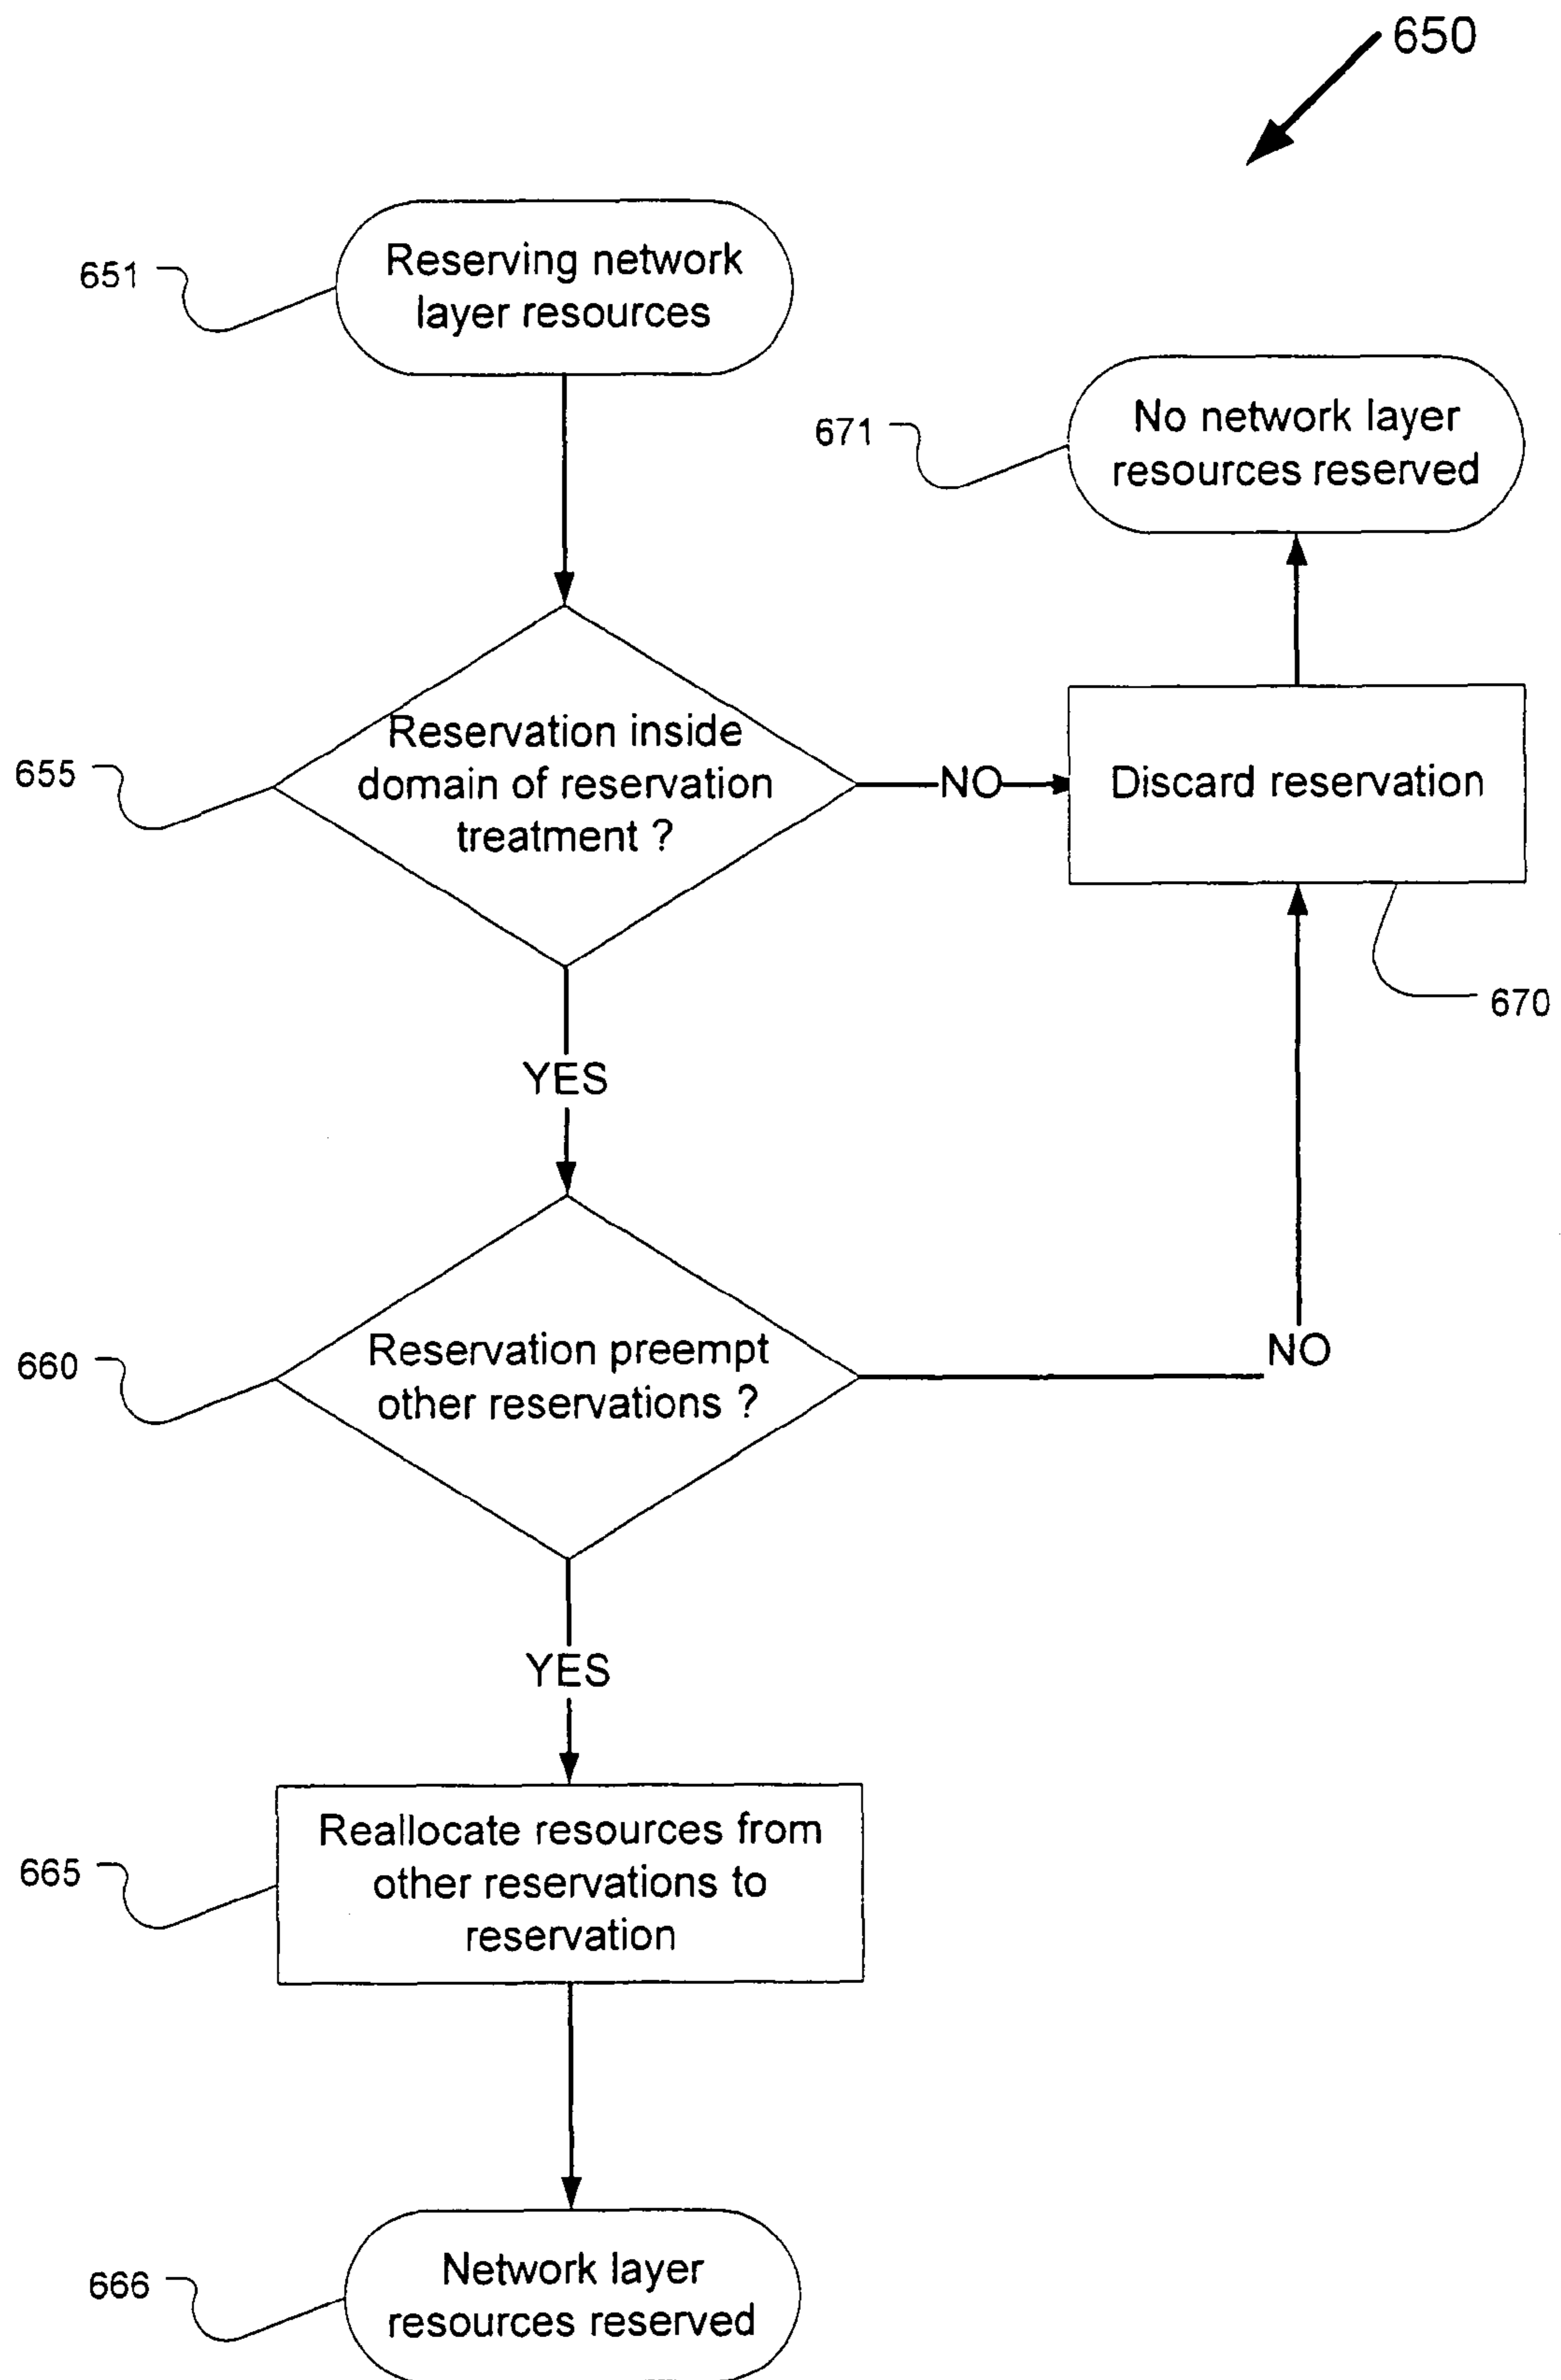 650
651
Reserving network
layer resources
671
No network layer
resources reserved
655
Reservation inside
domain of reservation
treatment ?
NO
Discard reservation
670
YES
660
Reservation preempt
other reservations ?
NO
YES
665
Reallocate resources from
other reservations to
reservation
666
Network layer
resources reserved